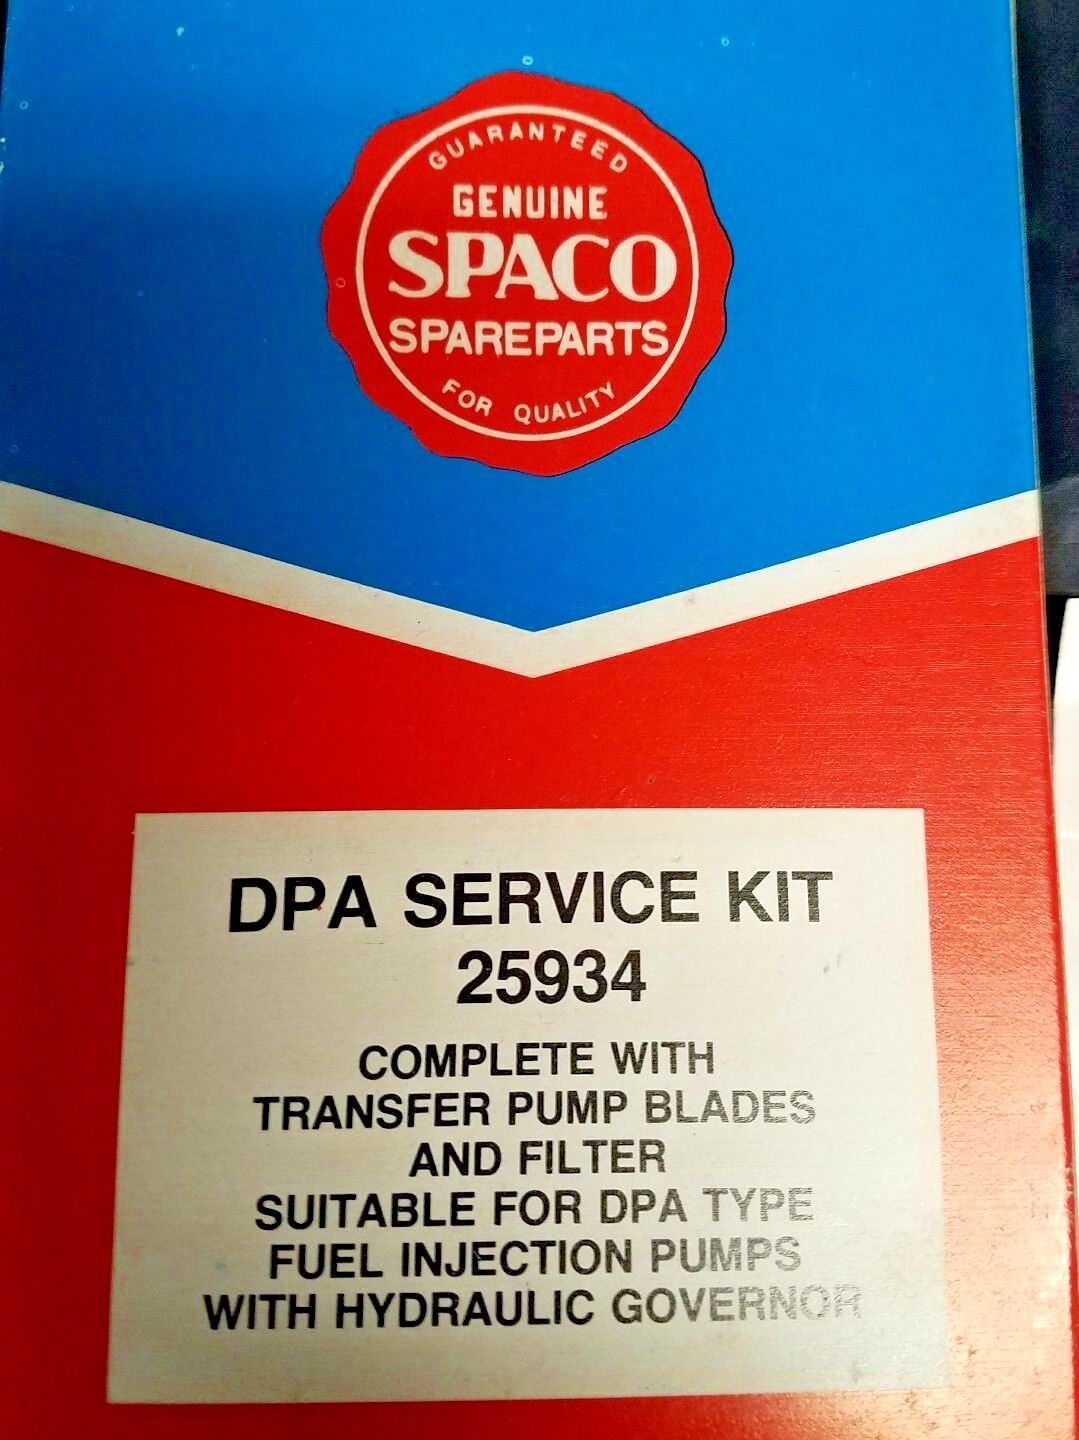 GUARANTEED
GENUINE
SPACO
SPAREPARTS
FOR QUALITY
DPA SERVICE KIT
25934
COMPLETE WITH
TRANSFER PUMP BLADES
AND FILTER
SUITABLE FOR DPA TYPE
FUEL INJECTION PUMPS
WITH HYDRAULIC GOVERNOR